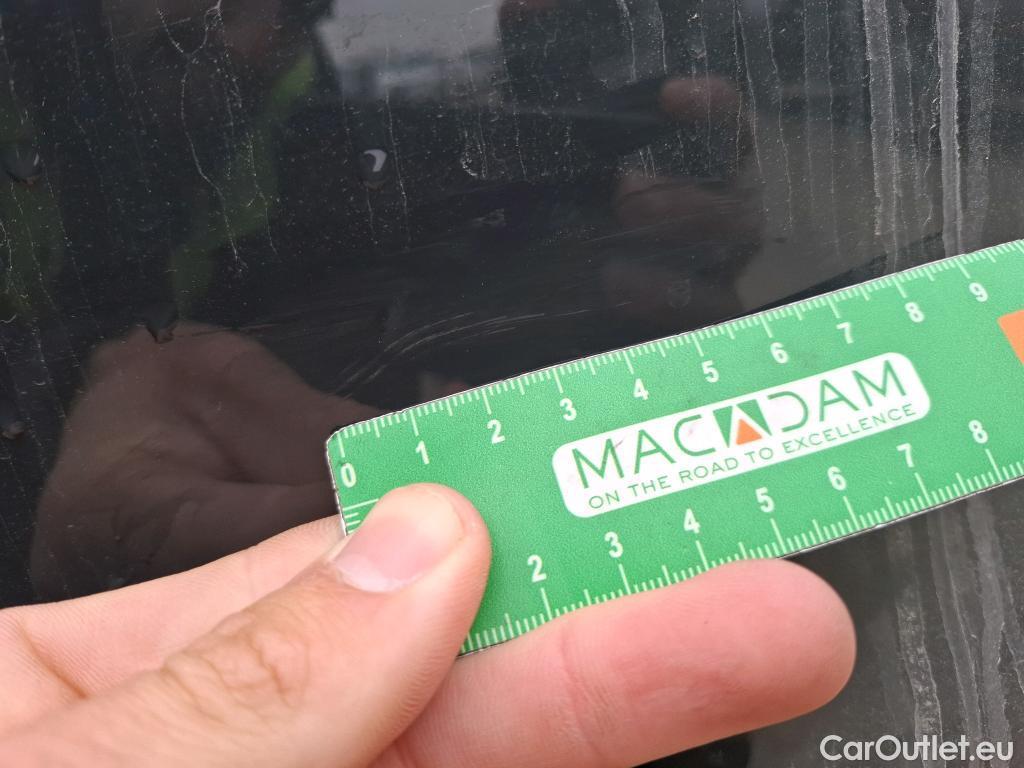 0 1 2 3 4 5 6 7 8 9
MACADAM
ON THE ROAD TO EXCELLENCE
2 3 4 5 6 7 8
CarOutlet.eu